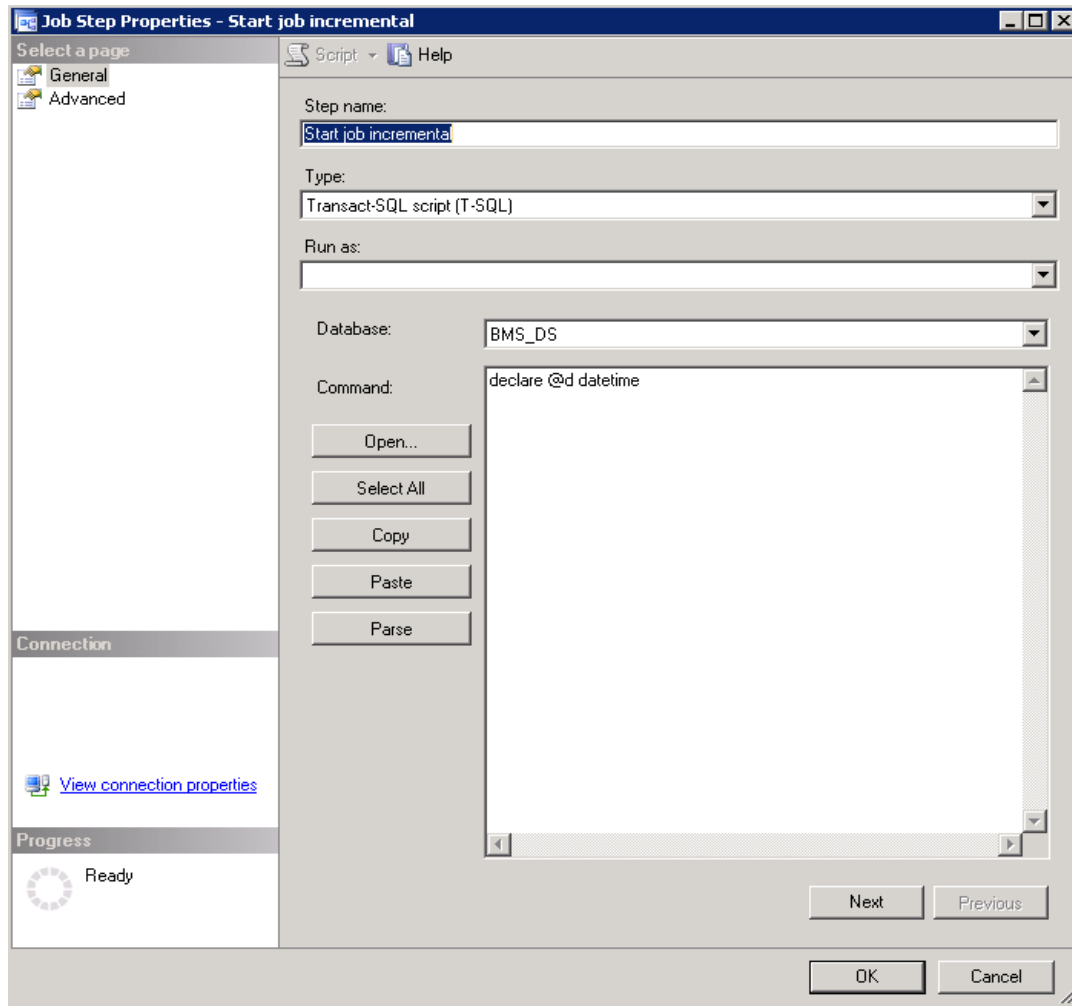 Job Step Properties - Start job incremental
Select a page
General
Advanced
Script
Help
Step name:
Start job incremental
Type:
Transact-SQL script (T-SQL)
Run as:
Database:
BMS_DS
Command:
declare @d datetime
Open...
Select All
Copy
Paste
Parse
Connection
View connection properties
Progress
Ready
Next
Previous
OK
Cancel